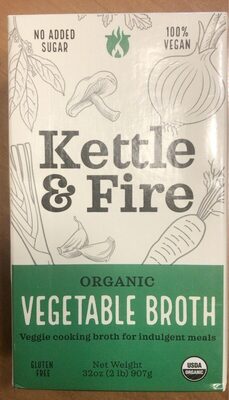 NO ADDED
SUGAR
100%
VEGAN
Kettle
& Fire
ORGANIC
VEGETABLE BROTH
Veggie cooking broth for indulgent meals
GLUTEN
FREE
Net Weight
32oz (2 lb) 907g
USDA
ORGANIC